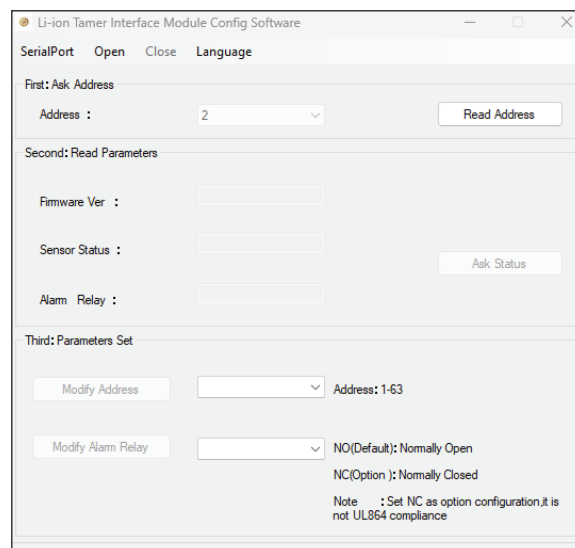 Li-ion Tamer Interface Module Config Software
SerialPort Open Close Language
First: Ask Address
Address : 2 Read Address
Second: Read Parameters
Firmware Ver :
Sensor Status :
Ask Status
Alarm Relay :
Third: Parameters Set
Modify Address Address: 1-63
Modify Alarm Relay NO(Default): Normally Open
NC(Option ): Normally Closed
Note : Set NC as option configuration,it is
not UL864 compliance